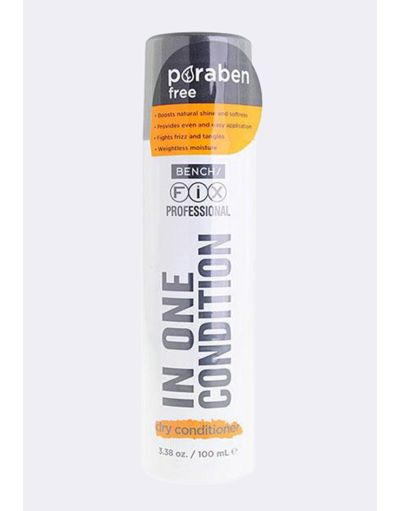 paraben
free
• Boosts natural shine and softness
• Provides even and easy application
• Fights frizz and tangles
• Weightless moisture
BENCH/
FiX
PROFESSIONAL
IN ONE
CONDITION
dry conditioner
3.38 oz. / 100 mL ℮